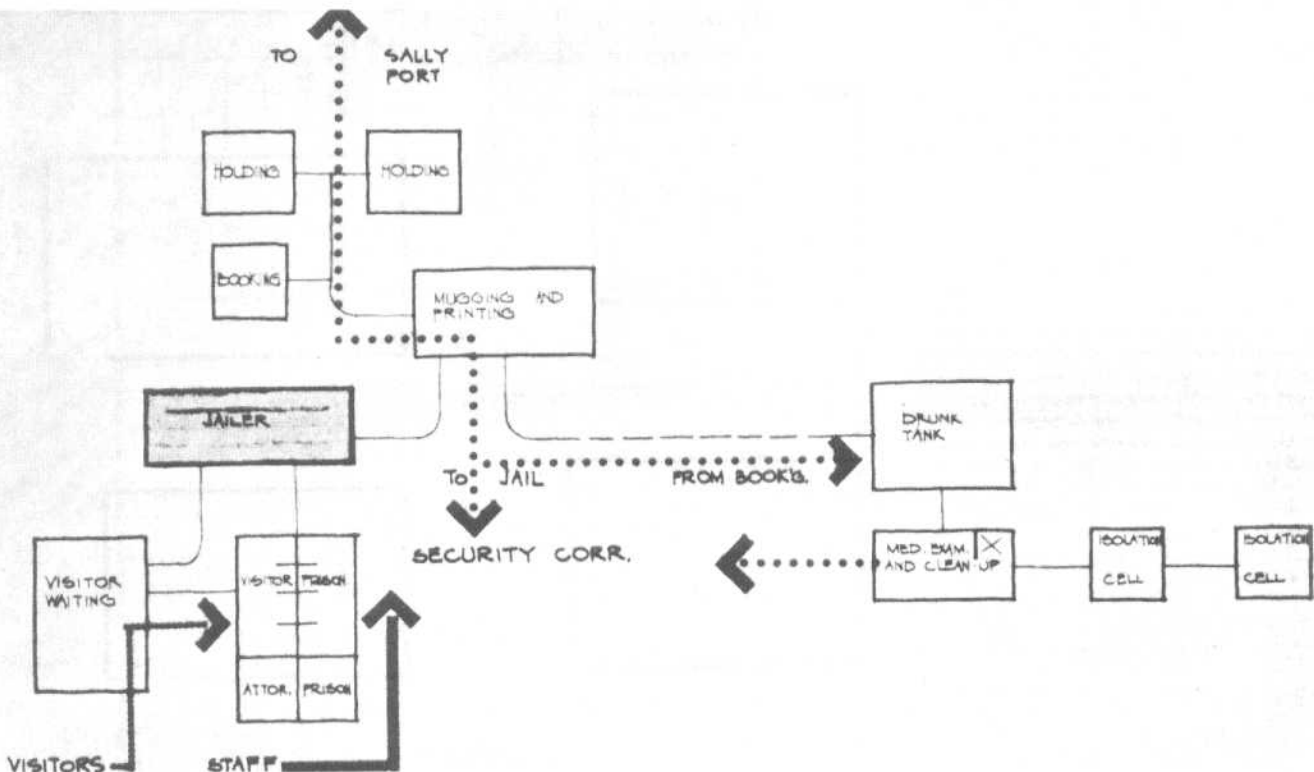 TO SALLY
PORT
HOLDING
HOLDING
BOOKING
MUGGING AND
PRINTING
JAILER
DRUNK
TANK
TO JAIL
FROM BOOK'G.
SECURITY CORR.
MED. EXAM.
AND CLEAN-UP
ISOLATION
CELL
ISOLATION
CELL
VISITOR
WAITING
VISITOR
PRISON
ATTOR.
PRISON
VISITORS
STAFF